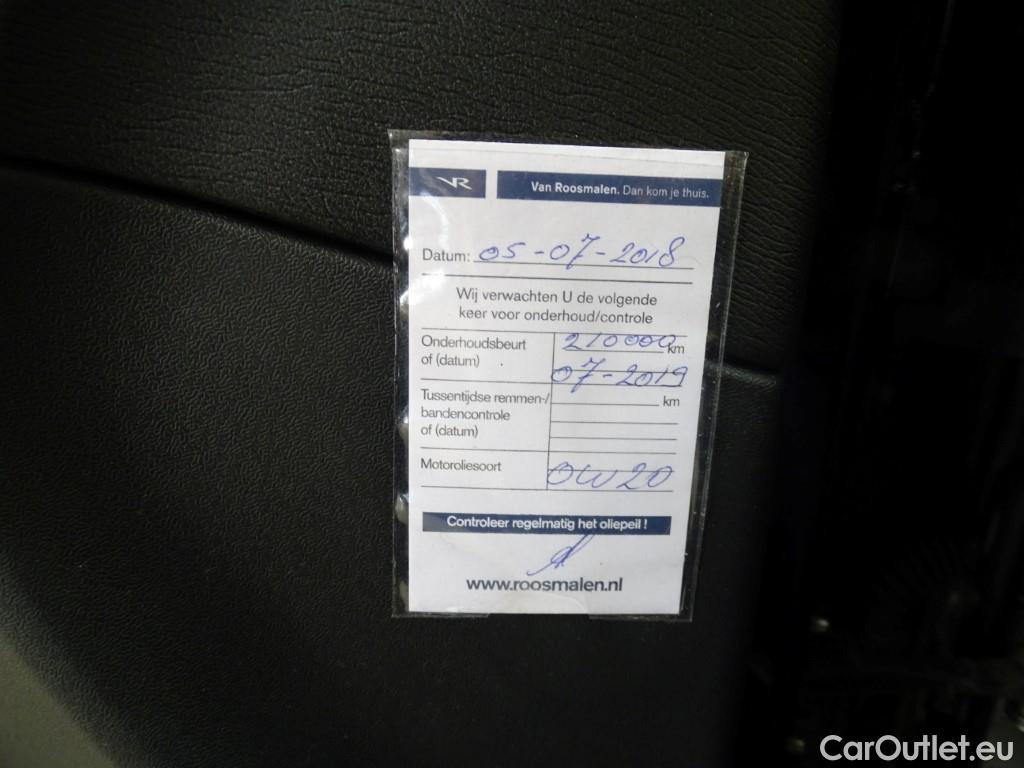 VR Van Roosmalen. Dan kom je thuis.
Datum: 05-07-2018
Wij verwachten U de volgende
keer voor onderhoud/controle
Onderhoudsbeurt 210000 km
of (datum) 07-2019
Tussentijdse remmen-/ km
bandencontrole
of (datum)
Motoroliesoort 0W20
Controleer regelmatig het oliepeil !
www.roosmalen.nl
CarOutlet.eu